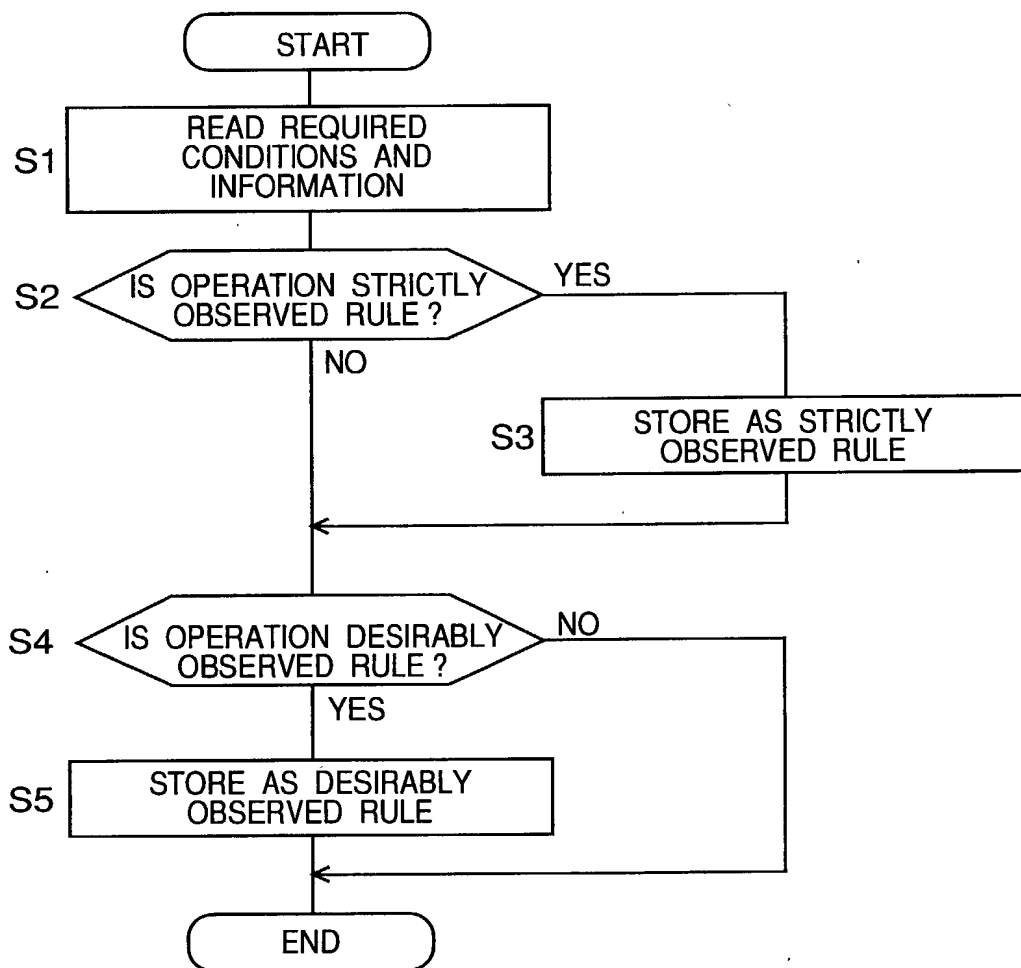 START
S1
READ REQUIRED
CONDITIONS AND
INFORMATION
S2
IS OPERATION STRICTLY
OBSERVED RULE ?
YES
NO
S3
STORE AS STRICTLY
OBSERVED RULE
S4
IS OPERATION DESIRABLY
OBSERVED RULE ?
NO
YES
S5
STORE AS DESIRABLY
OBSERVED RULE
END